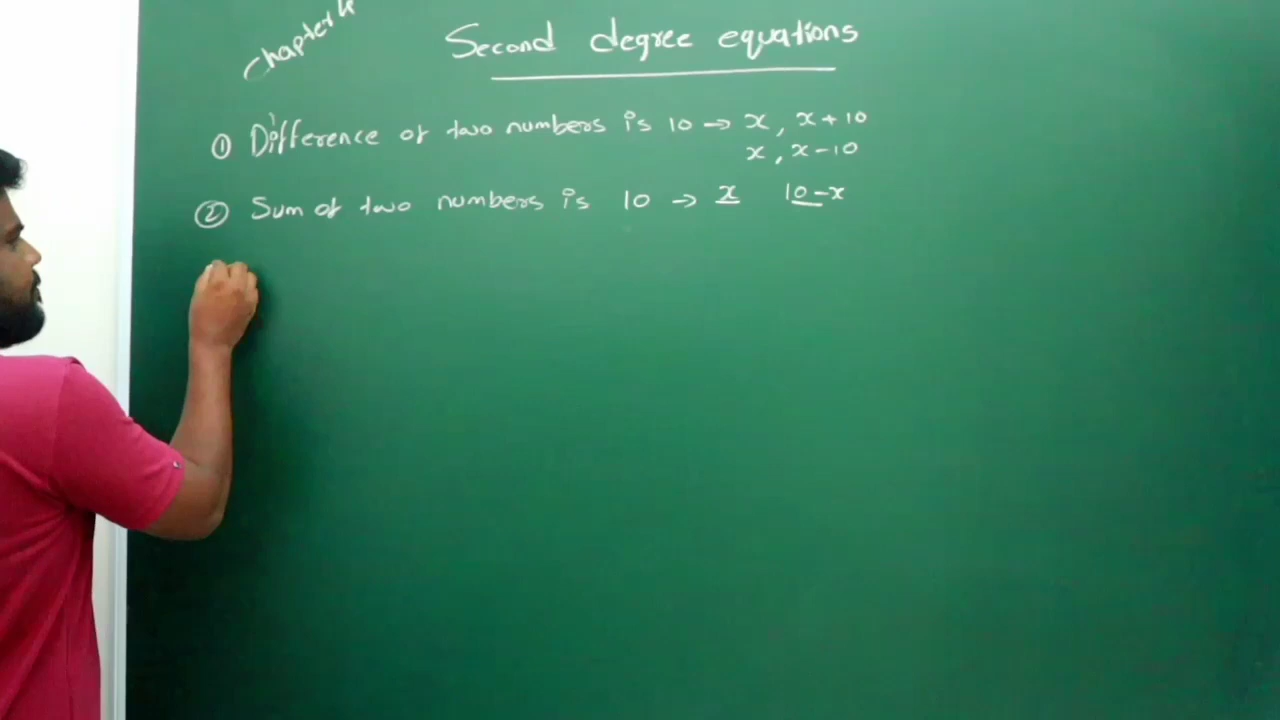 Chapter 4
Second degree equations
① Difference of two numbers is 10 → x, x+10
x, x-10
② Sum of two numbers is 10 → x 10-x